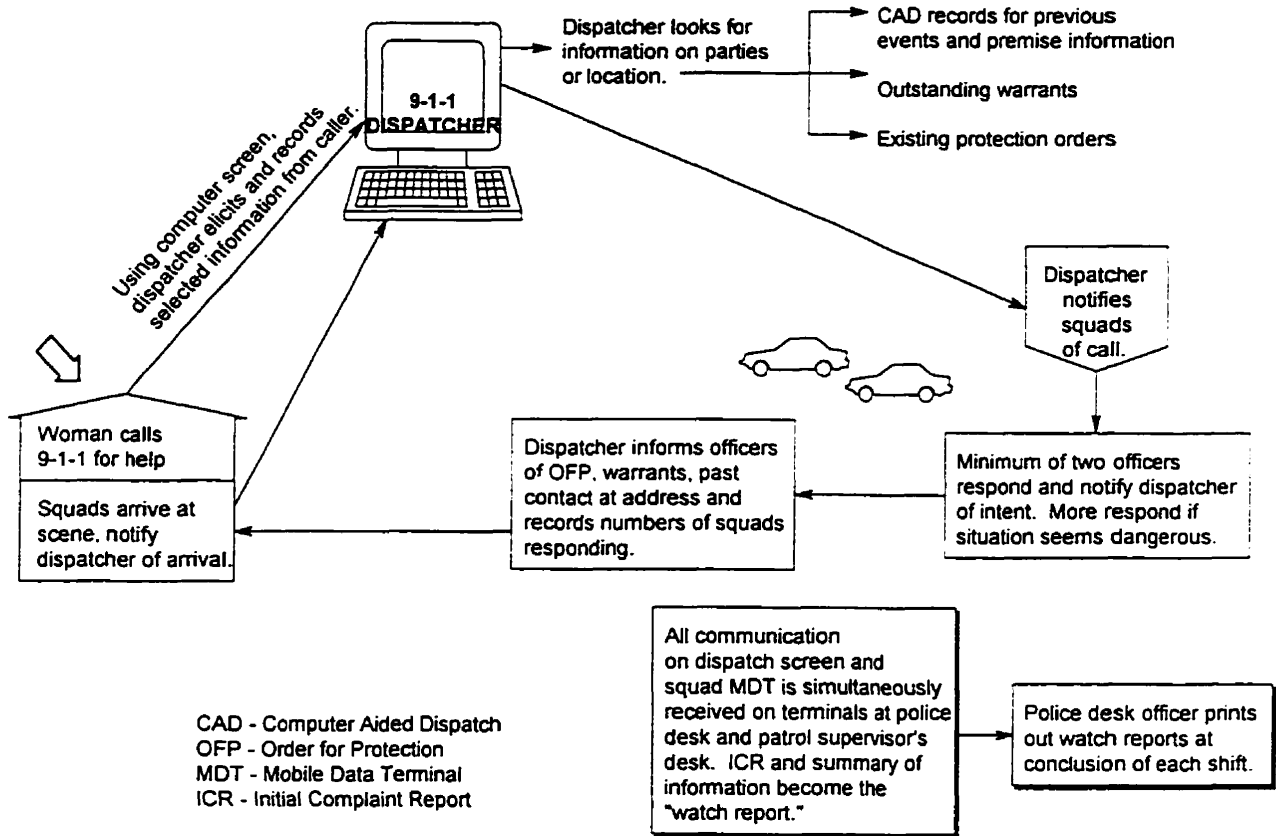 Dispatcher looks for
information on parties
or location.
CAD records for previous
events and premise information
Outstanding warrants
Existing protection orders
9-1-1
DISPATCHER
Using computer screen,
dispatcher elicits and records
selected information from caller.
Dispatcher
notifies
squads
of call.
Woman calls
9-1-1 for help
Squads arrive at
scene, notify
dispatcher of arrival.
Dispatcher informs officers
of OFP, warrants, past
contact at address and
records numbers of squads
responding.
Minimum of two officers
respond and notify dispatcher
of intent. More respond if
situation seems dangerous.
All communication
on dispatch screen and
squad MDT is simultaneously
received on terminals at police
desk and patrol supervisor's
desk. ICR and summary of
information become the
"watch report."
Police desk officer prints
out watch reports at
conclusion of each shift.
CAD - Computer Aided Dispatch
OFP - Order for Protection
MDT - Mobile Data Terminal
ICR - Initial Complaint Report